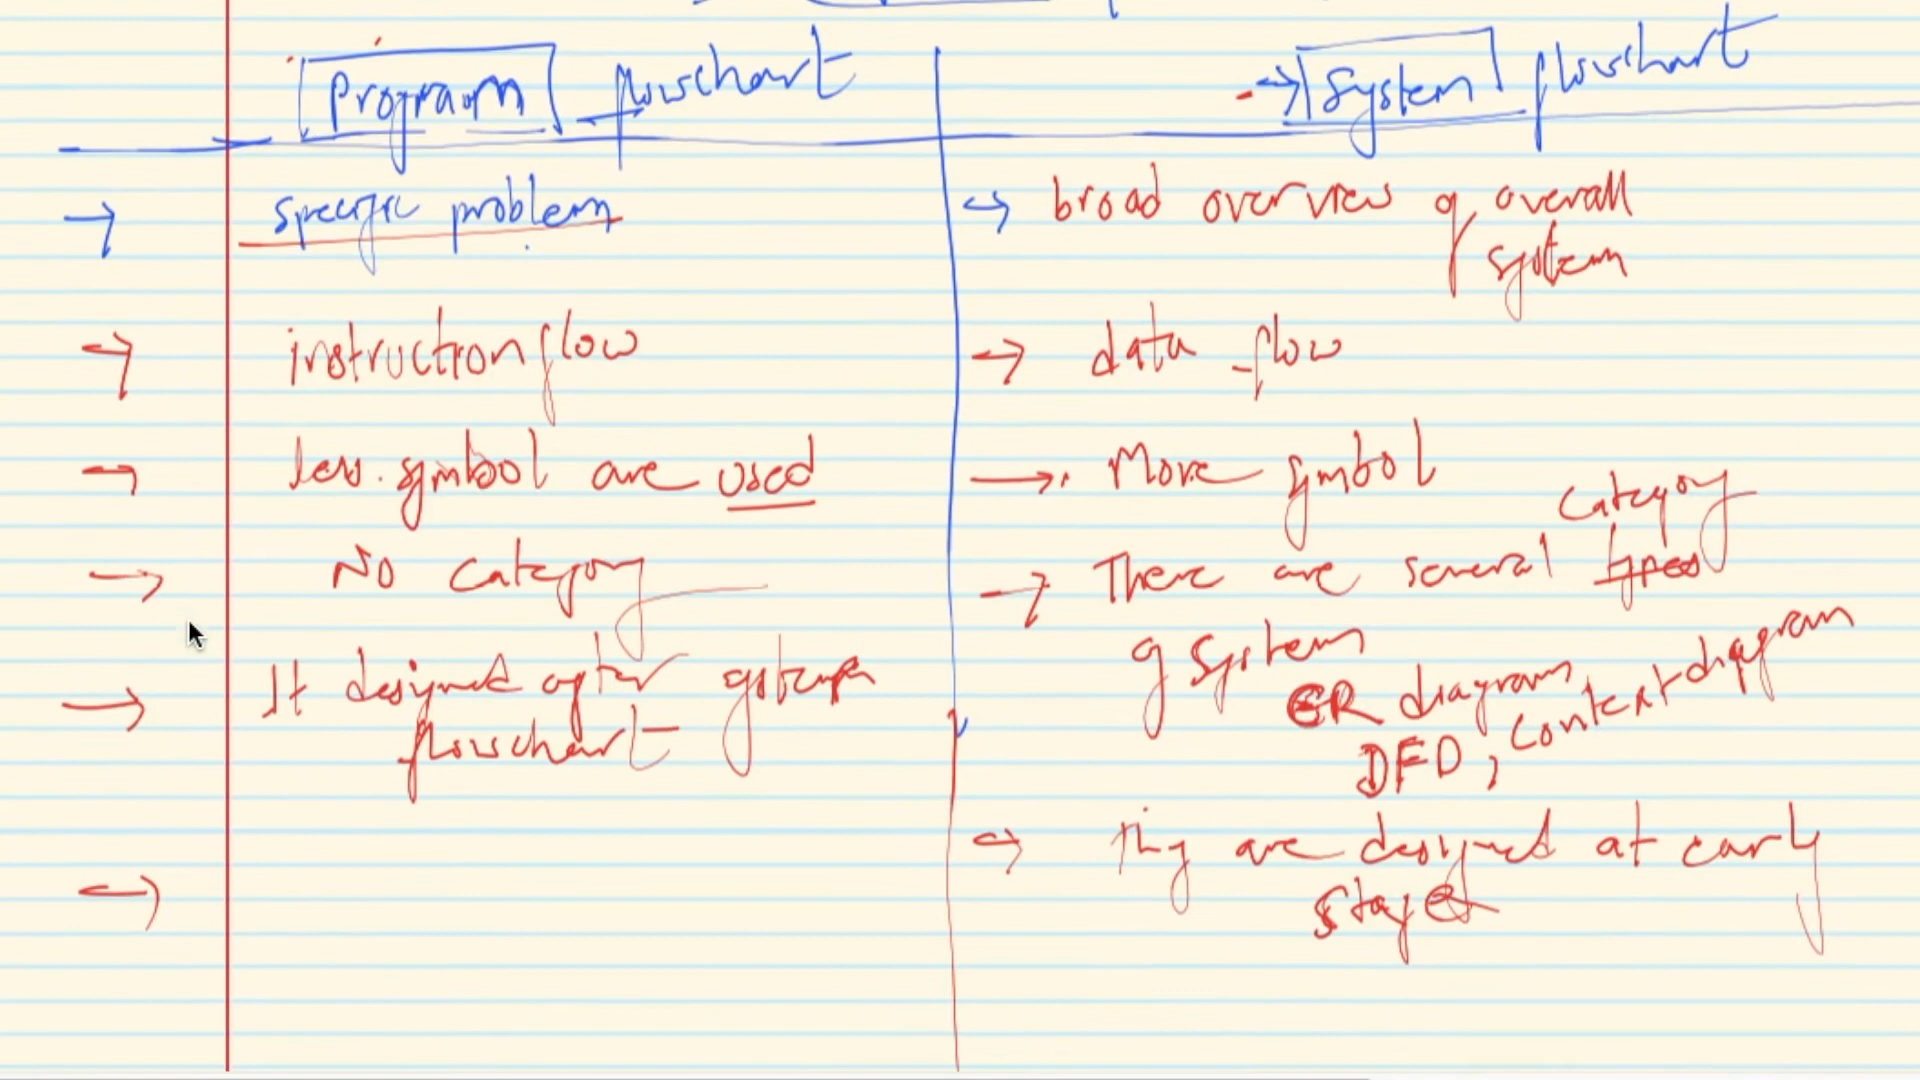 Program flowchart
System flowchart
specific problem
broad overview of overall
system
instruction flow
data flow
less symbol are used
More symbol
No category
Category
There are several types
of System
ER diagram
DFD, context diagram
It designed after system
flowchart
They are designed at early
stage